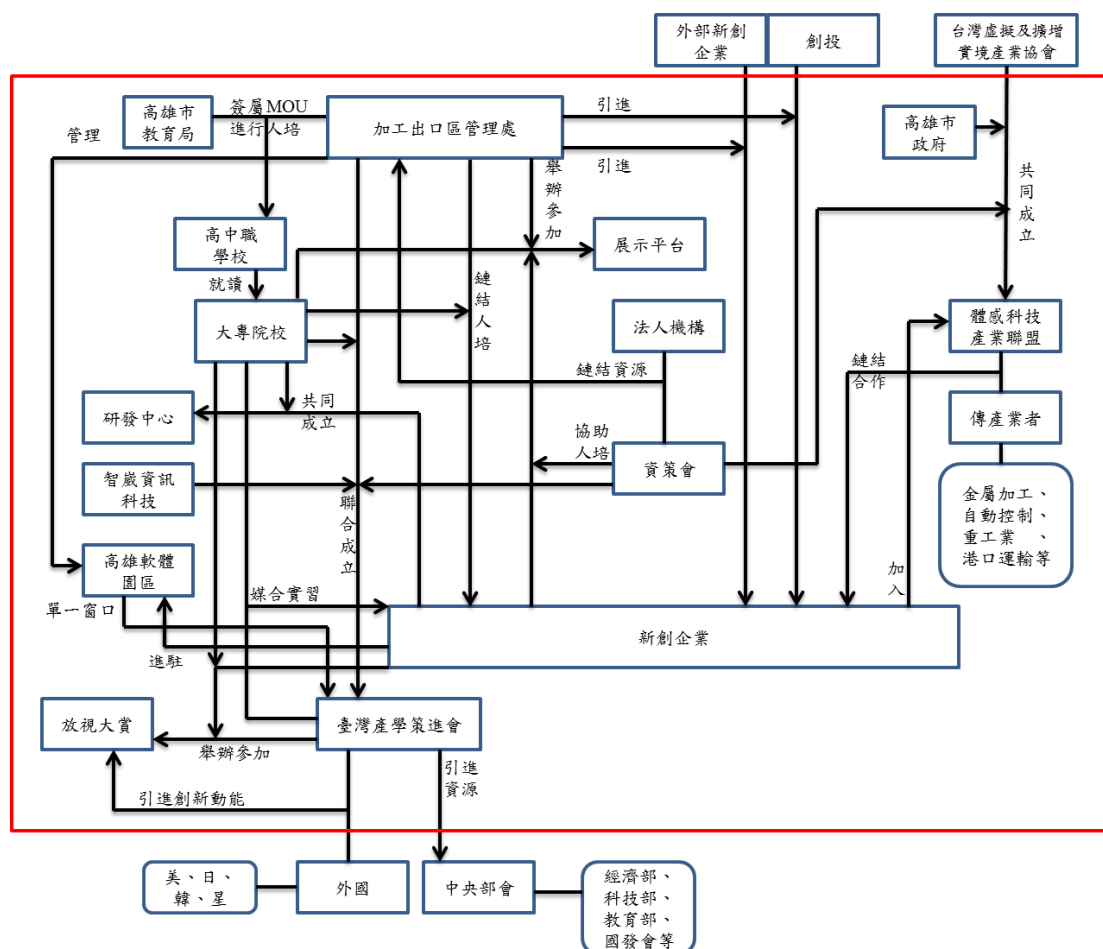 外部新創
企業
創投
台灣虛擬及擴增
實境產業協會
高雄市
教育局
簽屬MOU
進行人培
管理
加工出口區管理處
引進
引進
舉辦參加
高雄市
政府
共同成立
高中職
學校
就讀
展示平台
鏈結人培
大專院校
法人機構
體感科技
產業聯盟
鏈結資源
鏈結
合作
研發中心
共同
成立
協助
人培
資策會
傳產業者
智崴資訊
科技
聯合成立
金屬加工、
自動控制、
重工業、
港口運輸等
高雄軟體
園區
加入
單一窗口
媒合實習
新創企業
進駐
放視大賞
臺灣產學策進會
舉辦參加
引進
資源
引進創新動能
美、日、
韓、星
外國
中央部會
經濟部、
科技部、
教育部、
國發會等